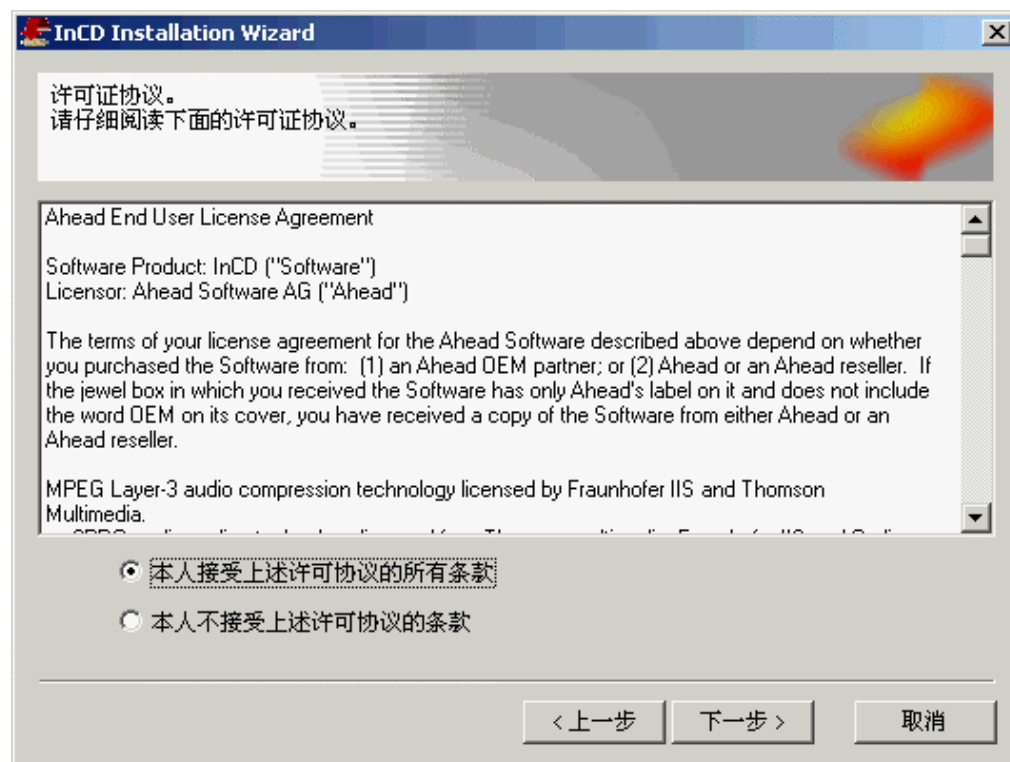 InCD Installation Wizard
许可证协议。
请仔细阅读下面的许可证协议。
Ahead End User License Agreement
Software Product: InCD ("Software")
Licensor: Ahead Software AG ("Ahead")
The terms of your license agreement for the Ahead Software described above depend on whether
you purchased the Software from:  (1) an Ahead OEM partner; or (2) Ahead or an Ahead reseller.  If
the jewel box in which you received the Software has only Ahead's label on it and does not include
the word OEM on its cover, you have received a copy of the Software from either Ahead or an
Ahead reseller.
MPEG Layer-3 audio compression technology licensed by Fraunhofer IIS and Thomson
Multimedia.
本人接受上述许可协议的所有条款
本人不接受上述许可协议的条款
<上一步
下一步>
取消